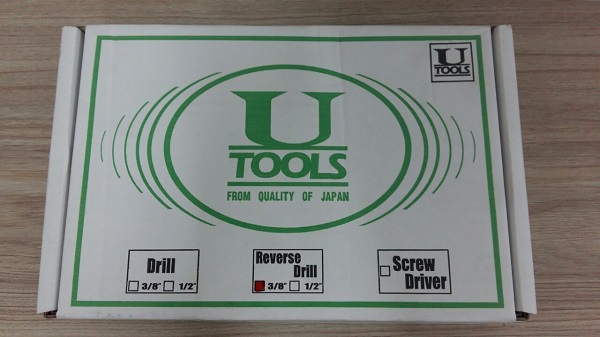 U
TOOLS
U
TOOLS
FROM QUALITY OF JAPAN
Drill
3/8" 1/2"
Reverse
Drill
3/8" 1/2"
Screw
Driver